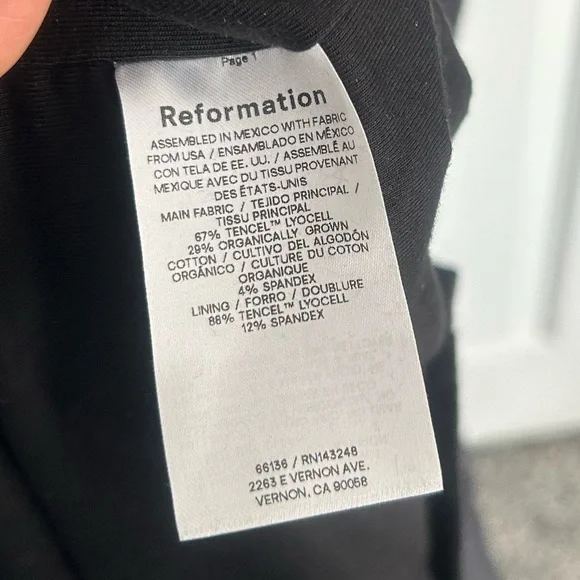 Page 1
Reformation
ASSEMBLED IN MEXICO WITH FABRIC
FROM USA / ENSAMBLADO EN MÉXICO
CON TELA DE EE. UU. / ASSEMBLÉ AU
MEXIQUE AVEC DU TISSU PROVENANT
DES ÉTATS-UNIS
MAIN FABRIC / TEJIDO PRINCIPAL /
TISSU PRINCIPAL
67% TENCEL™ LYOCELL
29% ORGANICALLY GROWN
COTTON / CULTIVO DEL ALGODÓN
ORGÁNICO / CULTURE DU COTON
ORGANIQUE
4% SPANDEX
LINING / FORRO / DOUBLURE
88% TENCEL™ LYOCELL
12% SPANDEX
66136 / RN143248
2263 E VERNON AVE.
VERNON, CA 90058